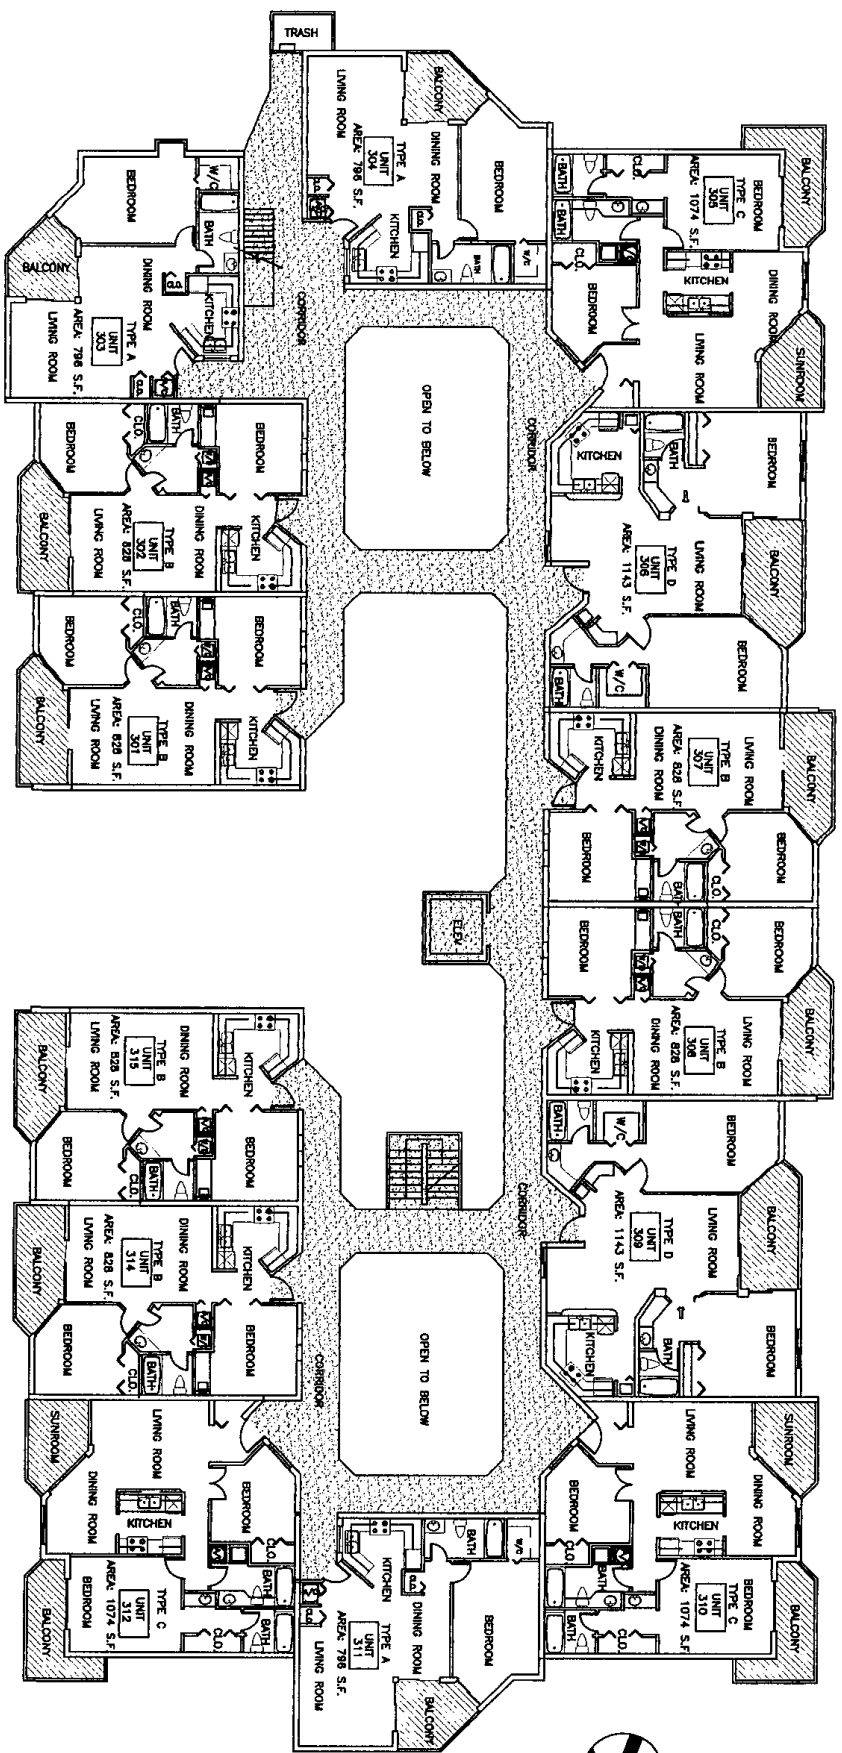 TRASH
LIVING ROOM
AREA: 796 S.F.
UNIT
304
TYPE A
DINING ROOM
BALCONY
BEDROOM
KITCHEN
BATH
W/C
BALCONY
BEDROOM
TYPE C
UNIT
305
AREA: 1074 S.F.
CLO.
BATH
BATH
CLO.
BEDROOM
KITCHEN
DINING ROOM
LIVING ROOM
SUNROOM
BEDROOM
W/C
BATH
BALCONY
DINING ROOM
KITCHEN
TYPE A
UNIT
303
AREA: 796 S.F.
LIVING ROOM
CORRIDOR
OPEN TO BELOW
CORRIDOR
BEDROOM
CLO.
BATH
BEDROOM
BALCONY
LIVING ROOM
AREA: 828 S.F.
UNIT
302
TYPE B
DINING ROOM
KITCHEN
KITCHEN
BATH
BEDROOM
AREA: 1143 S.F.
UNIT
306
TYPE D
LIVING ROOM
BALCONY
BEDROOM
W/C
BATH
BEDROOM
CLO.
BATH
BEDROOM
BALCONY
LIVING ROOM
AREA: 828 S.F.
UNIT
301
TYPE B
DINING ROOM
KITCHEN
KITCHEN
DINING ROOM
AREA: 828 S.F.
UNIT
307
TYPE B
LIVING ROOM
BALCONY
BEDROOM
BATH
CLO.
BEDROOM
ELEV.
BEDROOM
BATH
CLO.
BEDROOM
KITCHEN
DINING ROOM
AREA: 828 S.F.
UNIT
308
TYPE B
LIVING ROOM
BALCONY
BALCONY
LIVING ROOM
AREA: 828 S.F.
UNIT
315
TYPE B
DINING ROOM
KITCHEN
BEDROOM
CLO.
BATH
BEDROOM
BATH
W/C
BEDROOM
CORRIDOR
AREA: 1143 S.F.
UNIT
309
TYPE D
LIVING ROOM
BALCONY
KITCHEN
BATH
BEDROOM
BALCONY
LIVING ROOM
AREA: 828 S.F.
UNIT
314
TYPE B
DINING ROOM
KITCHEN
BEDROOM
CLO.
BATH
BEDROOM
CORRIDOR
OPEN TO BELOW
SUNROOM
LIVING ROOM
DINING ROOM
KITCHEN
BEDROOM
CLO.
BATH
BALCONY
BEDROOM
AREA: 1074 S.F.
UNIT
312
TYPE C
CLO.
BATH
KITCHEN
BATH
W/C
DINING ROOM
TYPE A
UNIT
311
AREA: 796 S.F.
LIVING ROOM
BEDROOM
BALCONY
LIVING ROOM
SUNROOM
DINING ROOM
KITCHEN
BEDROOM
CLO.
BATH
BATH
CLO.
AREA: 1074 S.F.
UNIT
310
TYPE C
BEDROOM
BALCONY